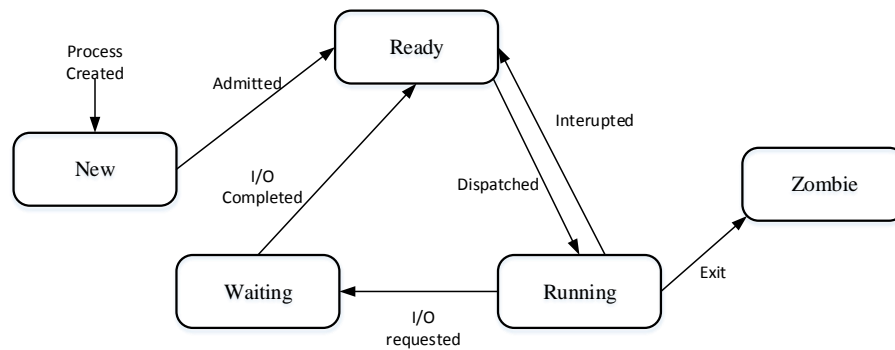 Process
Created
Ready
Admitted
Interupted
New
I/O
Completed
Dispatched
Zombie
Waiting
Running
Exit
I/O
requested